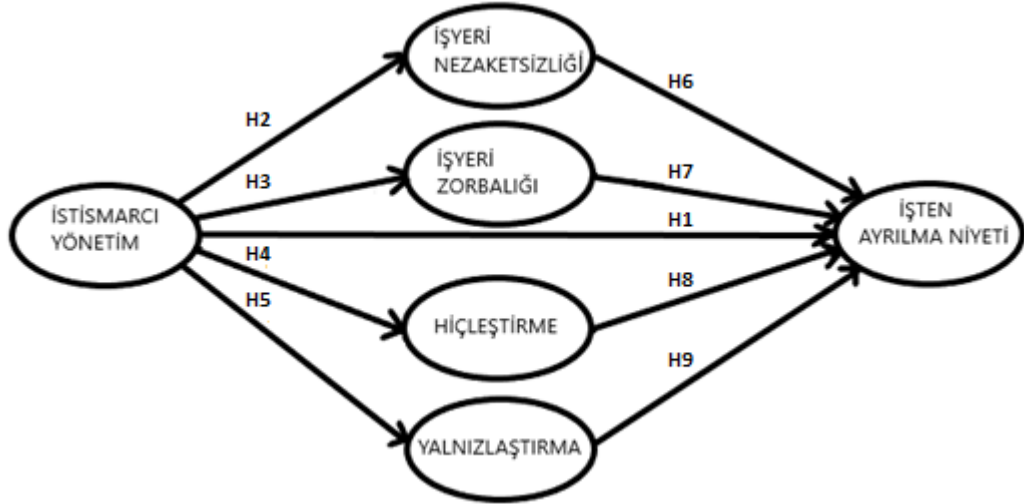 İŞYERİ
NEZAKETSİZLİĞİ
H6
H2
İŞYERİ
ZORBALIĞI
H3
H7
İSTİSMARCI
YÖNETİM
H1
İŞTEN
AYRILMA NİYETİ
H4
H8
H5
HİÇLEŞTİRME
H9
YALNIZLAŞTIRMA